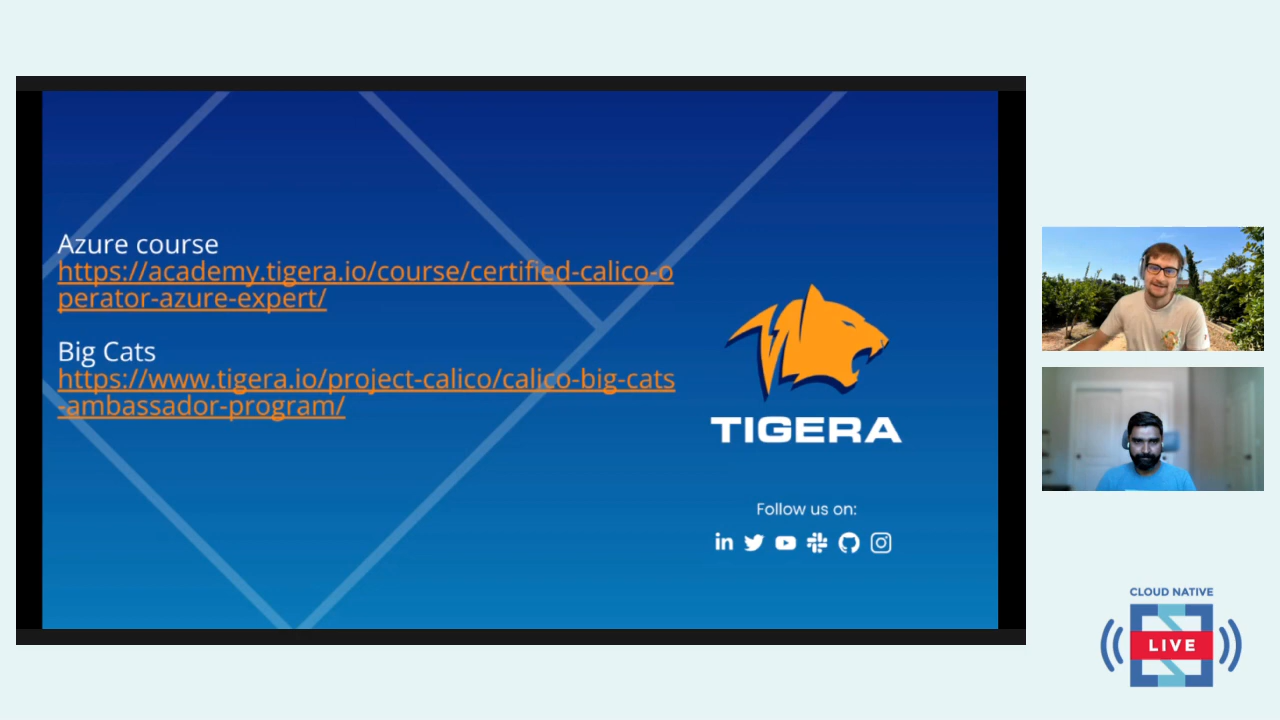 Azure course
https://academy.tigera.io/course/certified-calico-o
perator-azure-expert/
Big Cats
https://www.tigera.io/project-calico/calico-big-cats
-ambassador-program/
TIGERA
Follow us on:
in
CLOUD NATIVE
LIVE